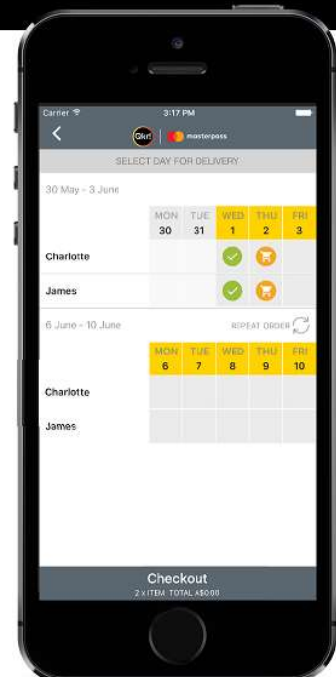 Carrier 3:17 PM
Qkr! masterpass
SELECT DAY FOR DELIVERY
30 May - 3 June
MON TUE WED THU FRI
30 31 1 2 3
Charlotte
James
6 June - 10 June REPEAT ORDER
MON TUE WED THU FRI
6 7 8 9 10
Charlotte
James
Checkout
2 x ITEM TOTAL A$0.00